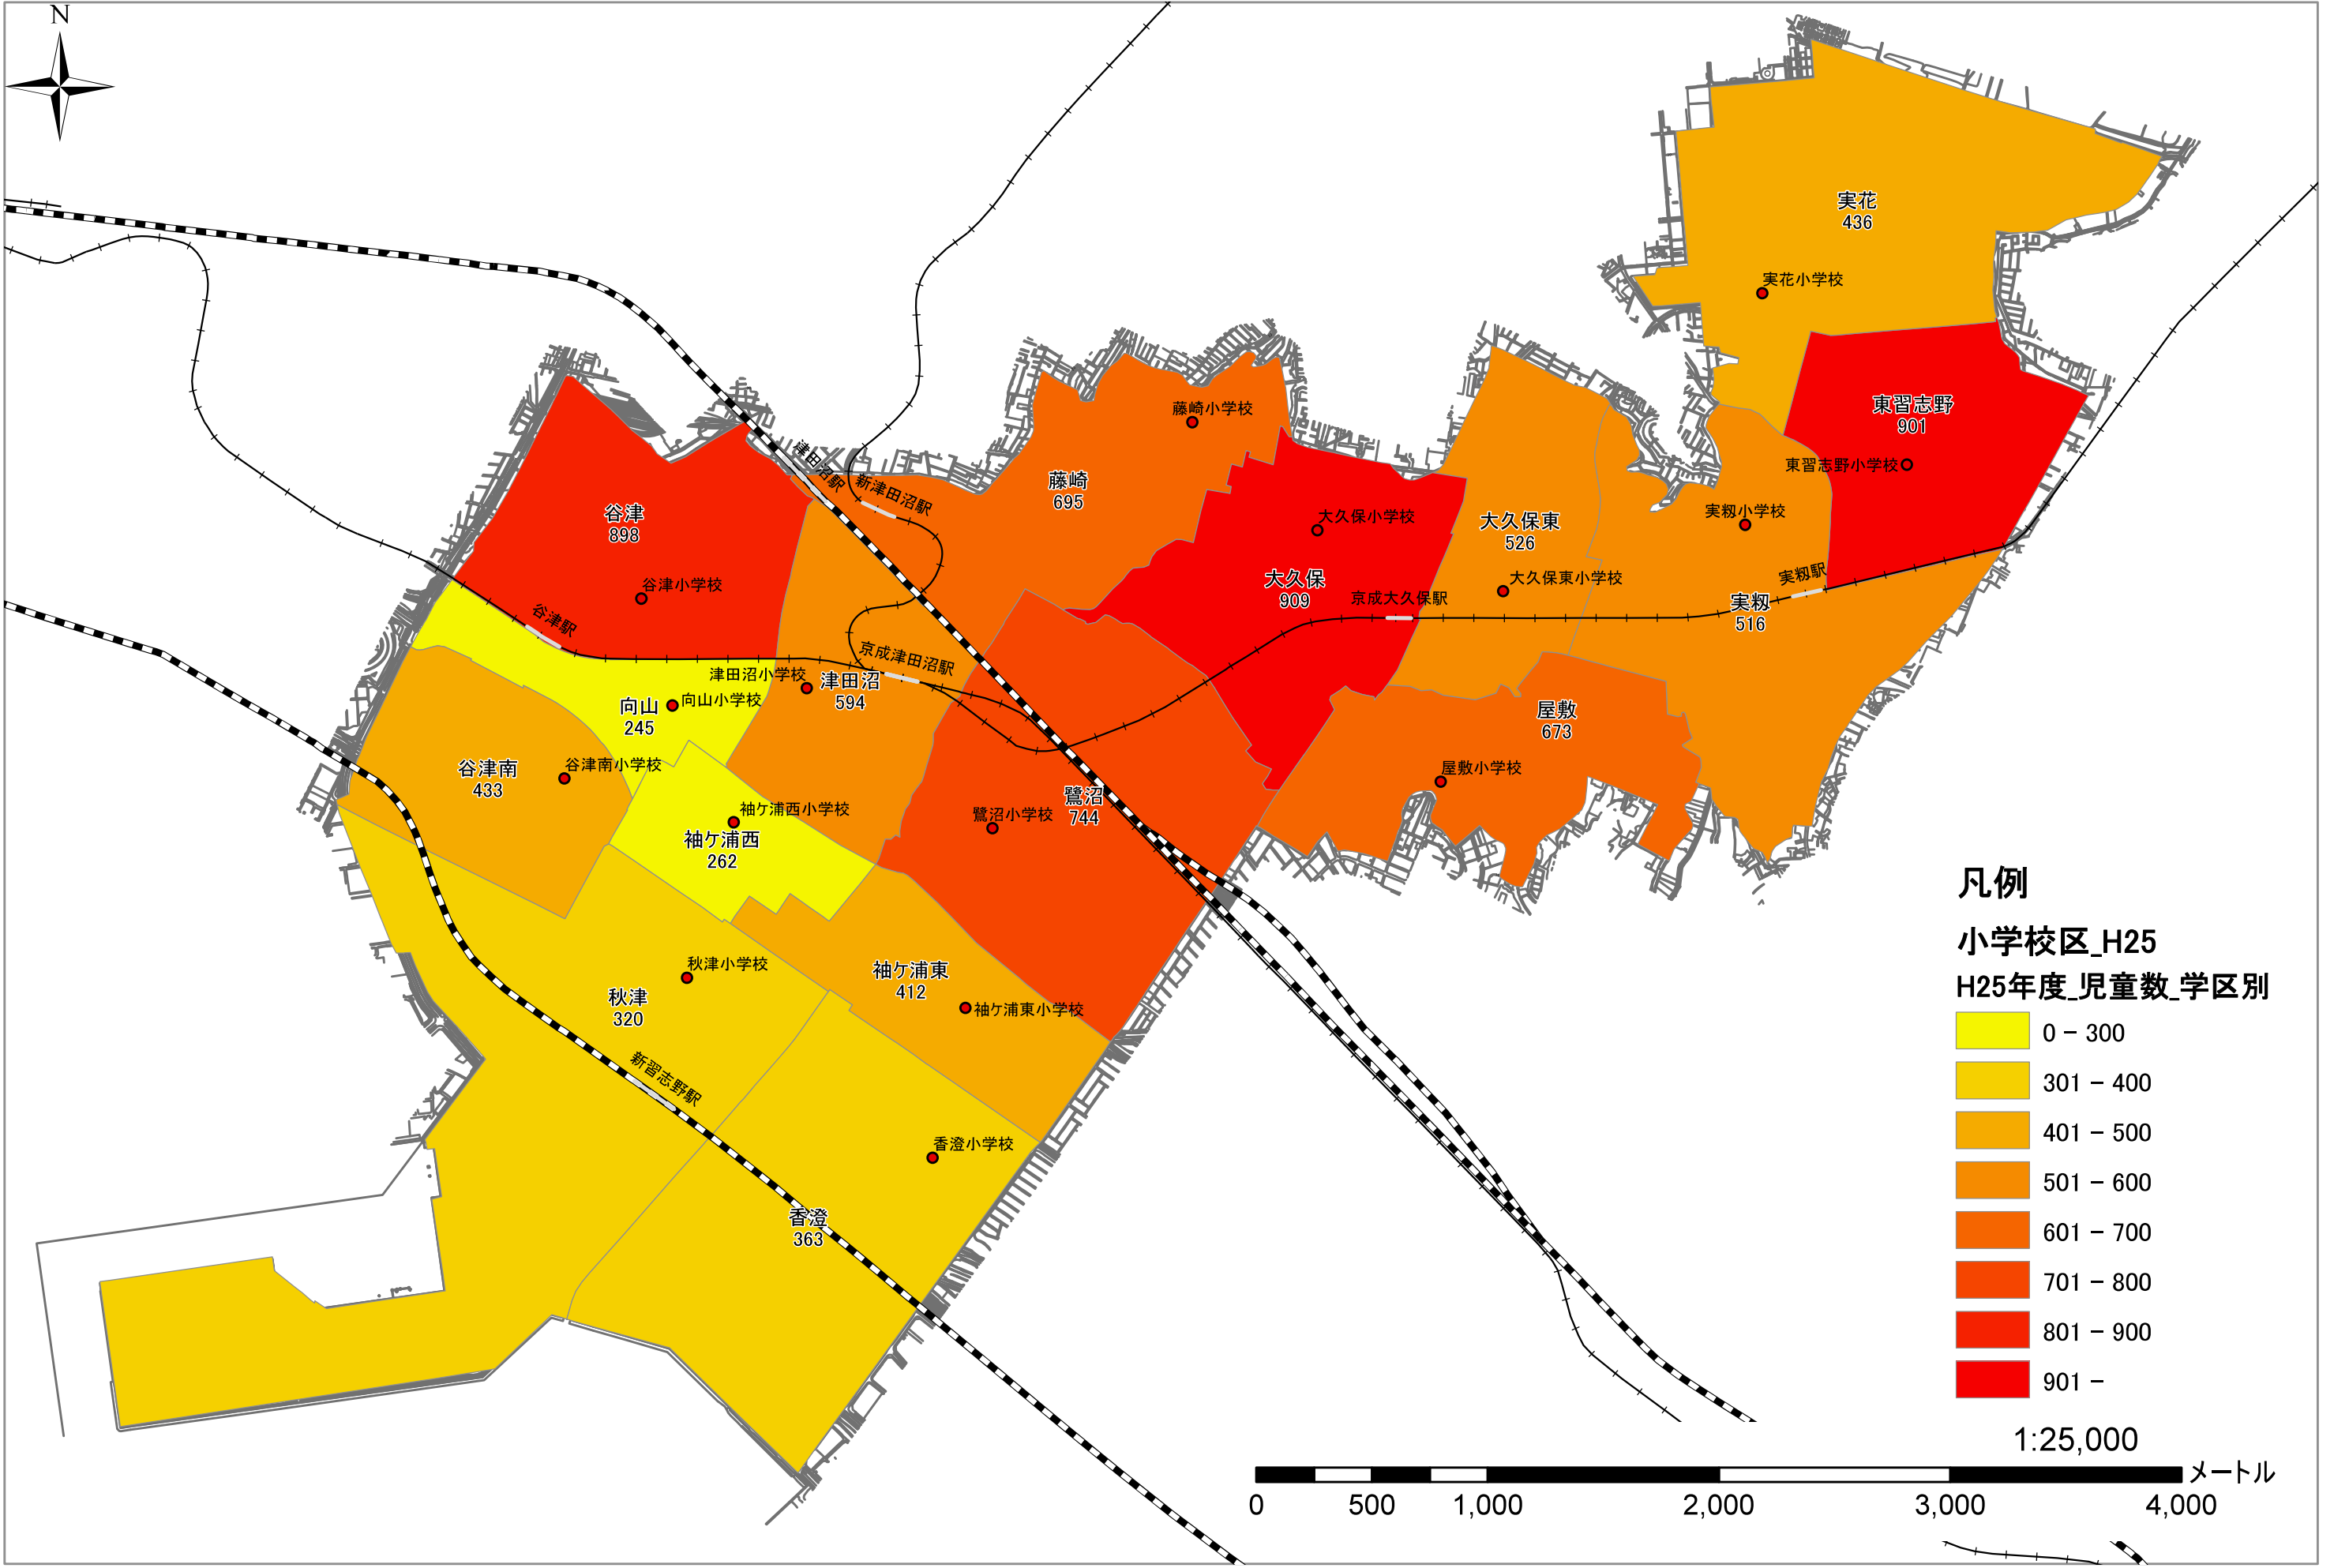 N
実花
436
実花小学校
東習志野
901
東習志野小学校
藤崎小学校
藤崎
695
津田沼駅
新津田沼駅
谷津
898
谷津小学校
谷津駅
大久保小学校
大久保
909
大久保東
526
大久保東小学校
京成大久保駅
実籾小学校
実籾駅
実籾
516
京成津田沼駅
津田沼小学校
津田沼
594
向山
245
向山小学校
谷津南
433
谷津南小学校
袖ケ浦西小学校
袖ケ浦西
262
鷺沼小学校
鷺沼
744
屋敷
673
屋敷小学校
秋津小学校
秋津
320
袖ケ浦東
412
袖ケ浦東小学校
新習志野駅
香澄小学校
香澄
363
凡例
小学校区_H25
H25年度_児童数_学区別
0 - 300
301 - 400
401 - 500
501 - 600
601 - 700
701 - 800
801 - 900
901 -
1:25,000
メートル
0 500 1,000 2,000 3,000 4,000